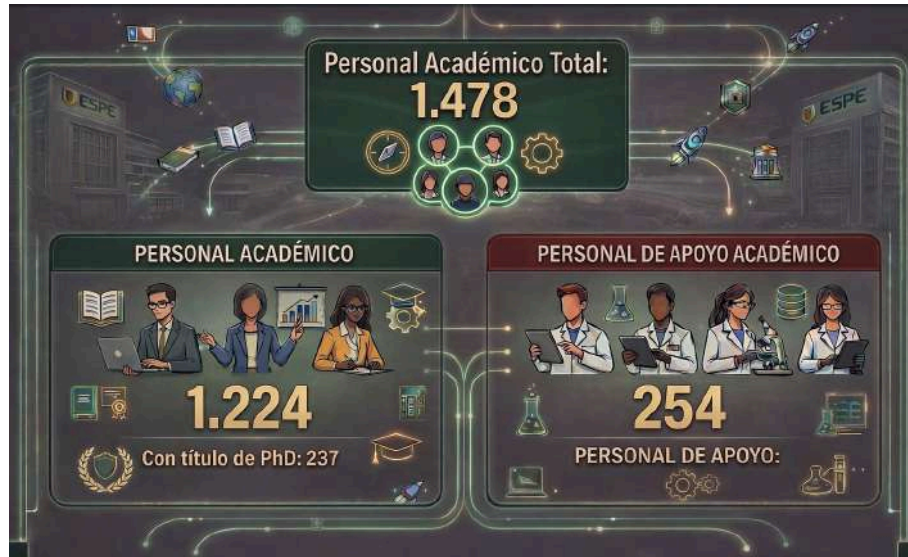 Personal Académico Total:
1.478
ESPE
ESPE
PERSONAL ACADÉMICO
1.224
Con título de PhD: 237
PERSONAL DE APOYO ACADÉMICO
254
PERSONAL DE APOYO: